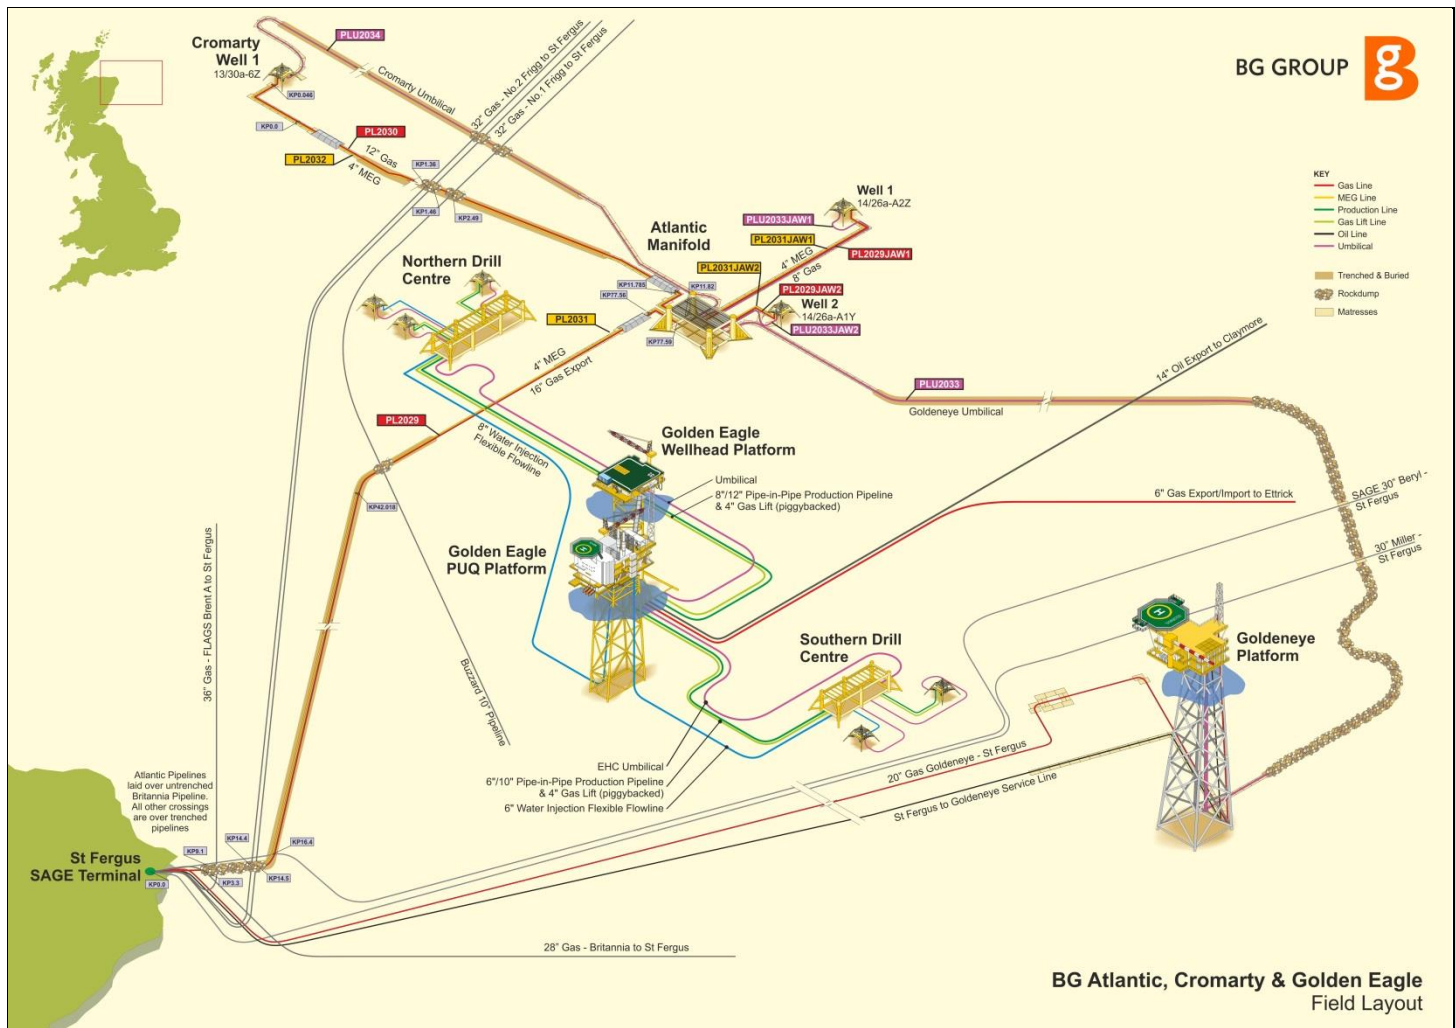 Cromarty
Well 1
13/30a-6Z
PLU2034
Cromarty Umbilical
32" Gas - No.2 Frigg to St Fergus
32" Gas - No.1 Frigg to St Fergus
BG GROUP
KP0.046
KP0.0
PL2030
PL2032
12" Gas
4" MEG
KP1.36
KP1.46
KP2.49
KEY
Gas Line
MEG Line
Production Line
Gas Lift Line
Oil Line
Umbilical
Trenched & Buried
Rockdump
Matresses
Well 1
14/26a-A2Z
PLU2033JAW1
PL2031JAW1
PL2029JAW1
4" MEG
8" Gas
Atlantic
Manifold
PL2031JAW2
PL2029JAW2
Well 2
14/26a-A1Y
PLU2033JAW2
KP11.785
KP11.82
KP77.56
KP77.59
Northern Drill
Centre
PL2031
4" MEG
16" Gas Export
PL2029
PLU2033
Goldeneye Umbilical
14" Oil Export to Claymore
8" Water Injection
Flexible Flowline
Golden Eagle
Wellhead Platform
Umbilical
8"/12" Pipe-in-Pipe Production Pipeline
& 4" Gas Lift (piggybacked)
6" Gas Export/Import to Ettrick
SAGE 30" Beryl -
St Fergus
30" Miller -
St Fergus
KP42.018
Golden Eagle
PUQ Platform
H
36" Gas - FLAGS Brent A to St Fergus
Buzzard 10" Pipeline
Southern Drill
Centre
H
Goldeneye
Platform
EHC Umbilical
6"/10" Pipe-in-Pipe Production Pipeline
& 4" Gas Lift (piggybacked)
6" Water Injection Flexible Flowline
20" Gas Goldeneye - St Fergus
St Fergus to Goldeneye Service Line
Atlantic Pipelines
laid over untrenched
Britannia Pipeline.
All other crossings
are over trenched
pipelines
St Fergus
SAGE Terminal
KP0.1
KP14.4
KP16.4
KP0.0
KP3.3
KP14.5
28" Gas - Britannia to St Fergus
BG Atlantic, Cromarty & Golden Eagle
Field Layout